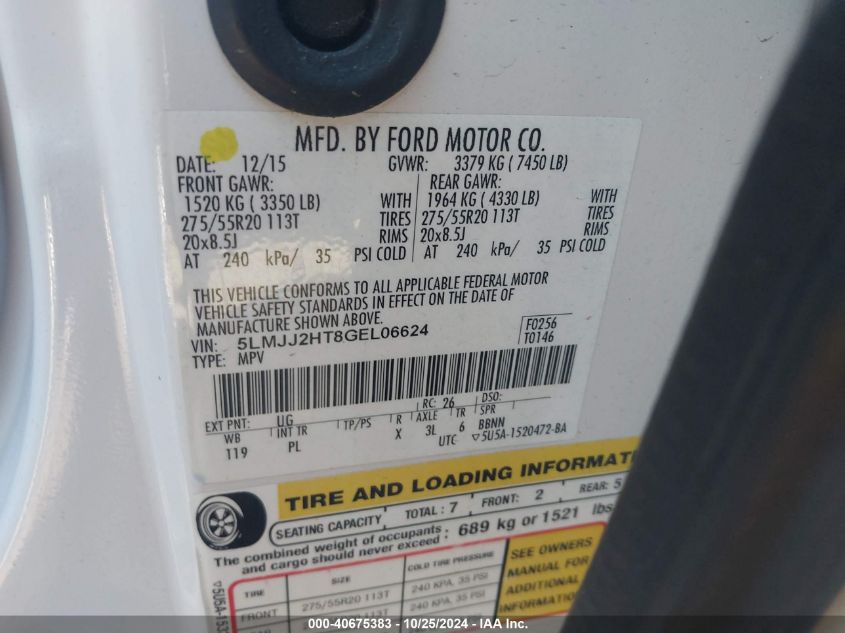 MFD. BY FORD MOTOR CO.
DATE: 12/15 GVWR: 3379 KG ( 7450 LB)
FRONT GAWR: REAR GAWR:
1520 KG ( 3350 LB) WITH 1964 KG ( 4330 LB) WITH
275/55R20 113T TIRES 275/55R20 113T TIRES
20x8.5J RIMS 20x8.5J RIMS
AT 240 kPa/ 35 PSI COLD AT 240 kPa/ 35 PSI COLD
THIS VEHICLE CONFORMS TO ALL APPLICABLE FEDERAL MOTOR
VEHICLE SAFETY STANDARDS IN EFFECT ON THE DATE OF
MANUFACTURE SHOWN ABOVE.
VIN: 5LMJJ2HT8GEL06624 F0256
TYPE: MPV T0146
EXT PNT: UG RC: 26 DSO:
WB INT TR TP/PS R AXLE TR SPR
119 PL X 3L 6 BBNN
UTC ▽5U5A-1520472-BA
TIRE AND LOADING INFORMATI
SEATING CAPACITY TOTAL : 7 FRONT: 2 REAR: 5
The combined weight of occupants and cargo should never exceed : 689 kg or 1521 lbs.
TIRE SIZE COLD TIRE PRESSURE
FRONT 275/55R20 113T 240 KPA, 35 PSI
SEE OWNERS
MANUAL FOR
ADDITIONAL
INFORMATION
▽5U5A-153
000-40675383 - 10/25/2024 - IAA Inc.